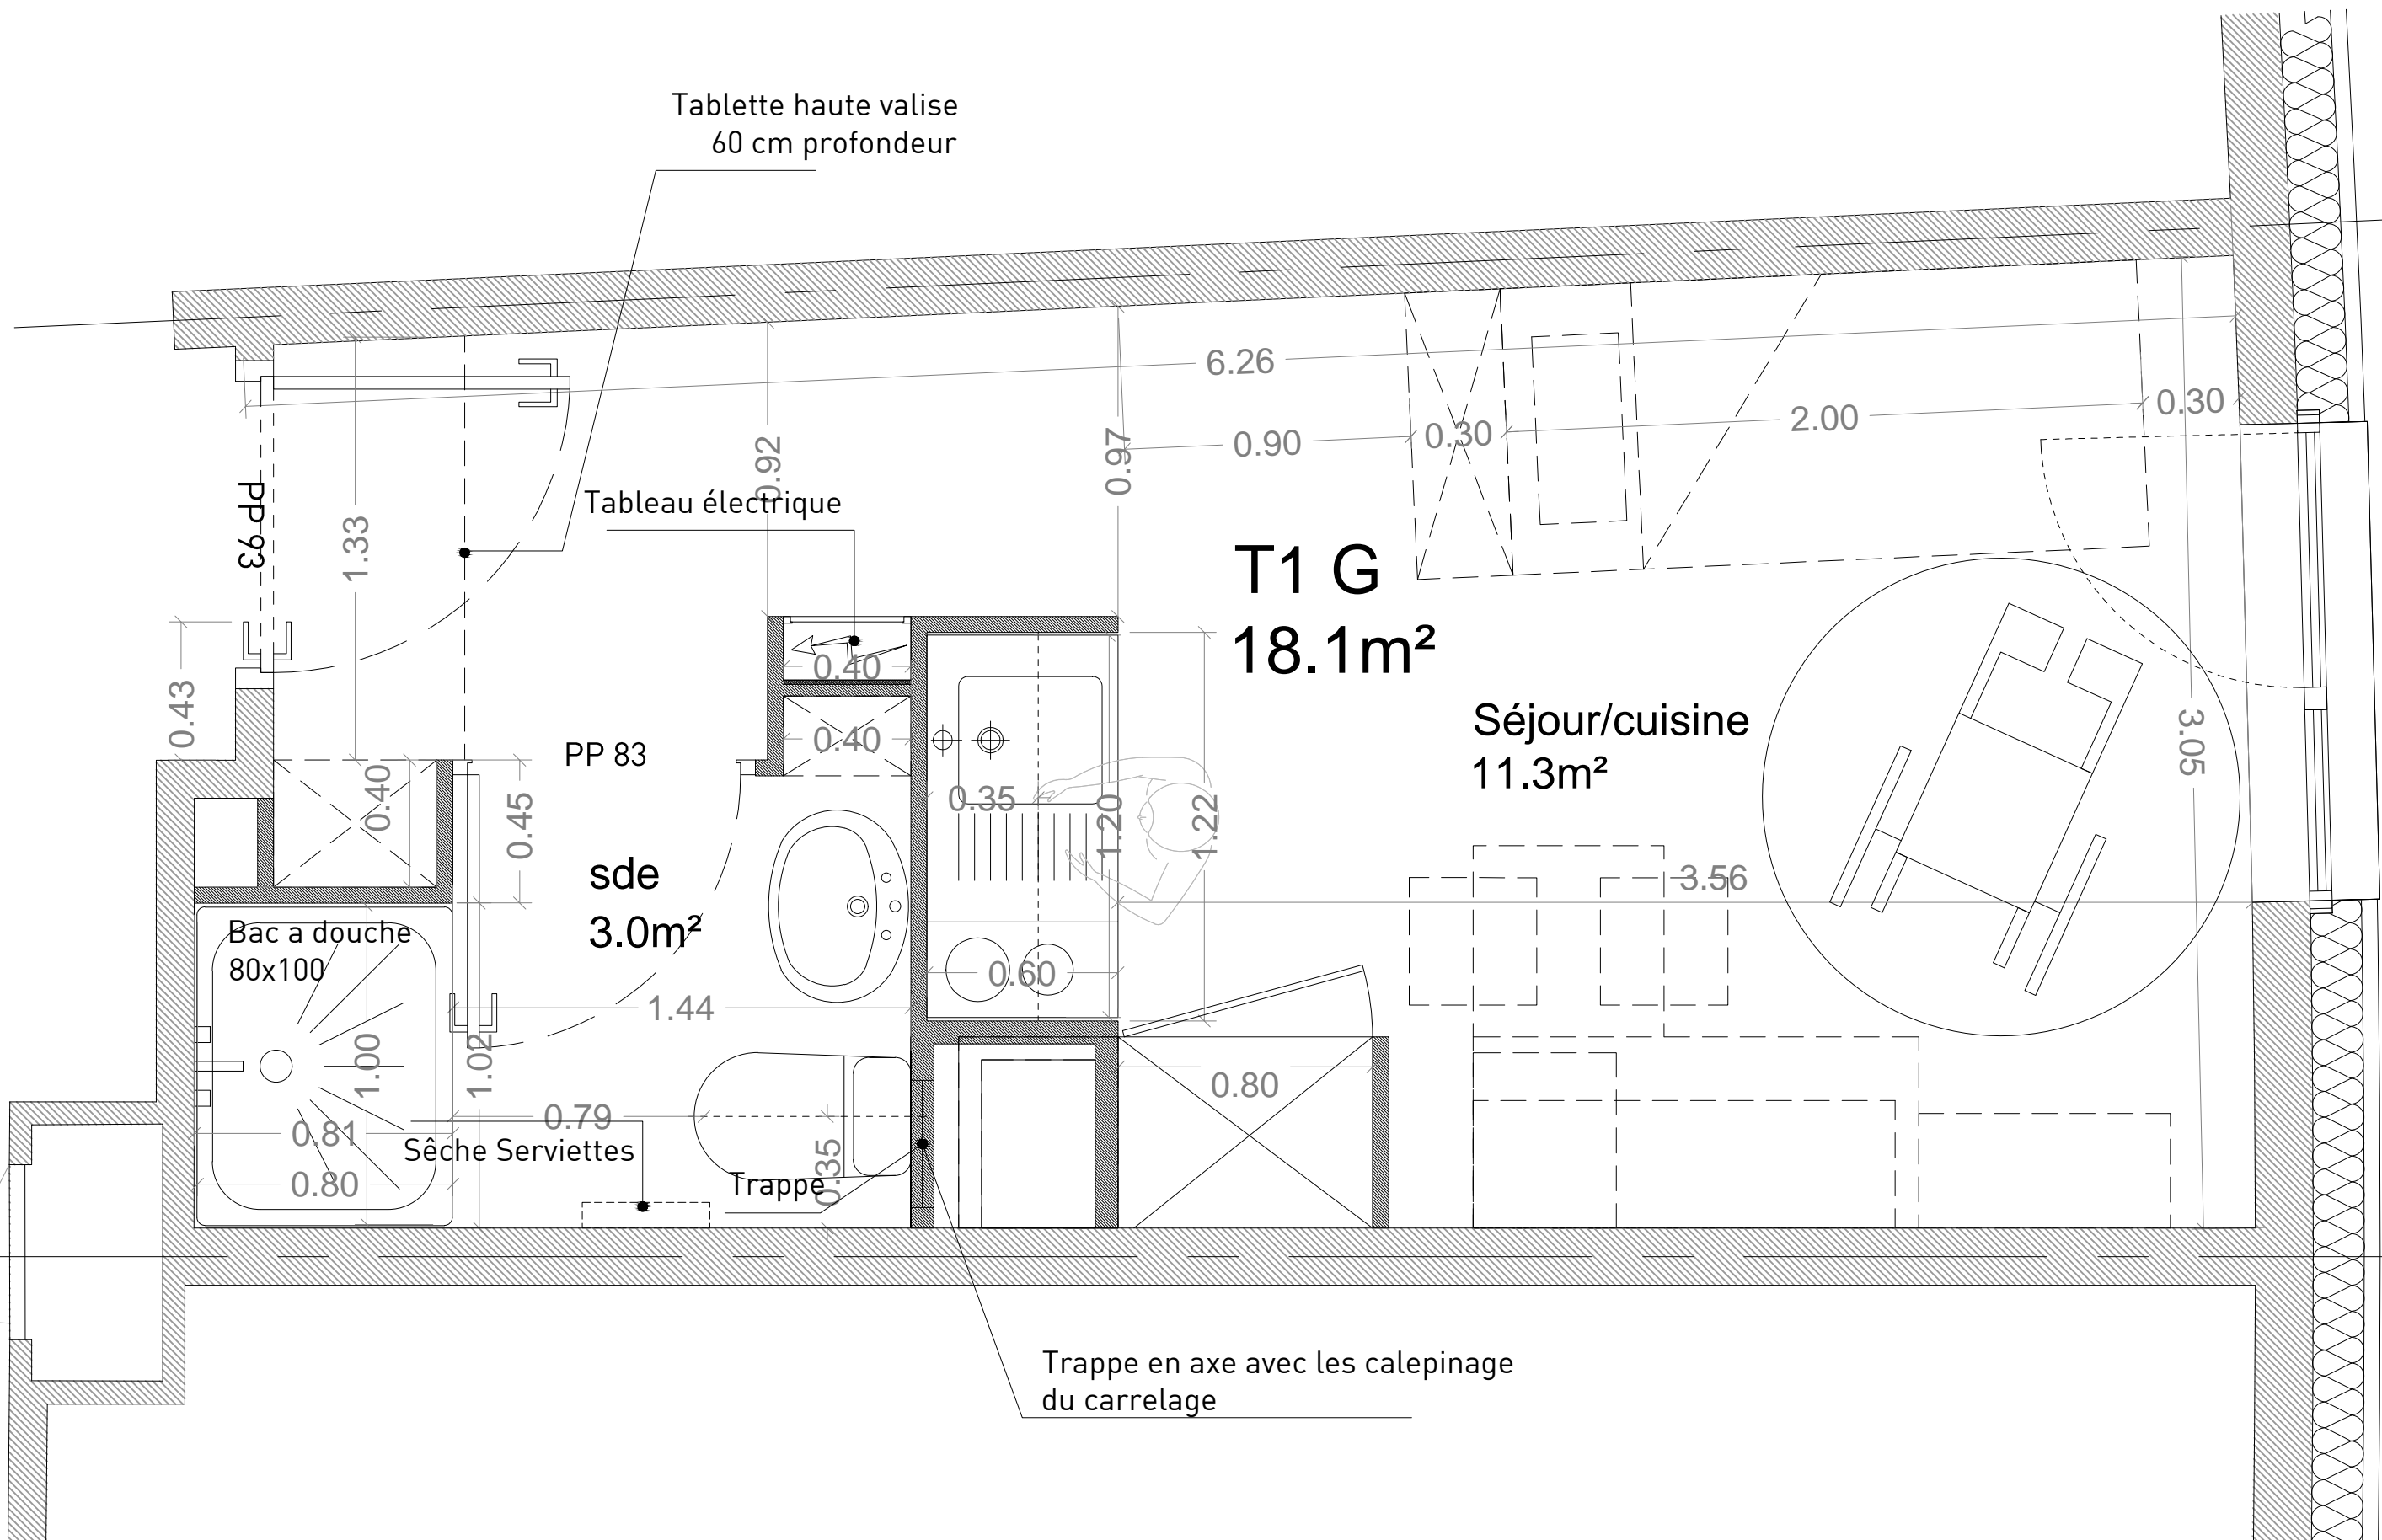 Tablette haute valise
60 cm profondeur
6.26
0.30
2.00
0.90
0.30
0.92
0.97
PP 93
1.33
Tableau électrique
T1 G
18.1m²
0.40
0.43
Séjour/cuisine
11.3m²
3.05
PP 83
0.40
0.40
0.45
0.35
1.20
1.22
sde
3.0m²
3.56
Bac a douche
80x100
0.60
1.44
1.00
1.02
0.80
0.79
0.81
Sêche Serviettes
0.35
0.80
Trappe
Trappe en axe avec les calepinage
du carrelage